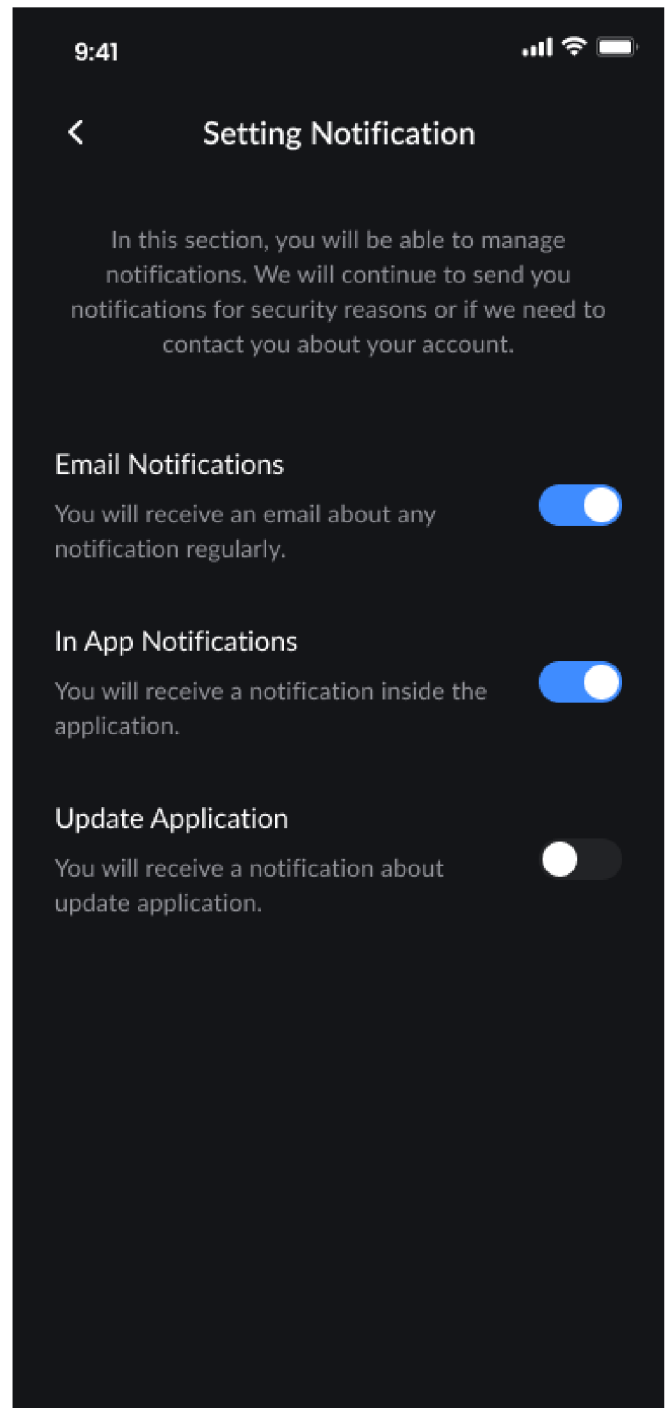 9:41
Setting Notification
In this section, you will be able to manage
notifications. We will continue to send you
notifications for security reasons or if we need to
contact you about your account.
Email Notifications
You will receive an email about any
notification regularly.
In App Notifications
You will receive a notification inside the
application.
Update Application
You will receive a notification about
update application.